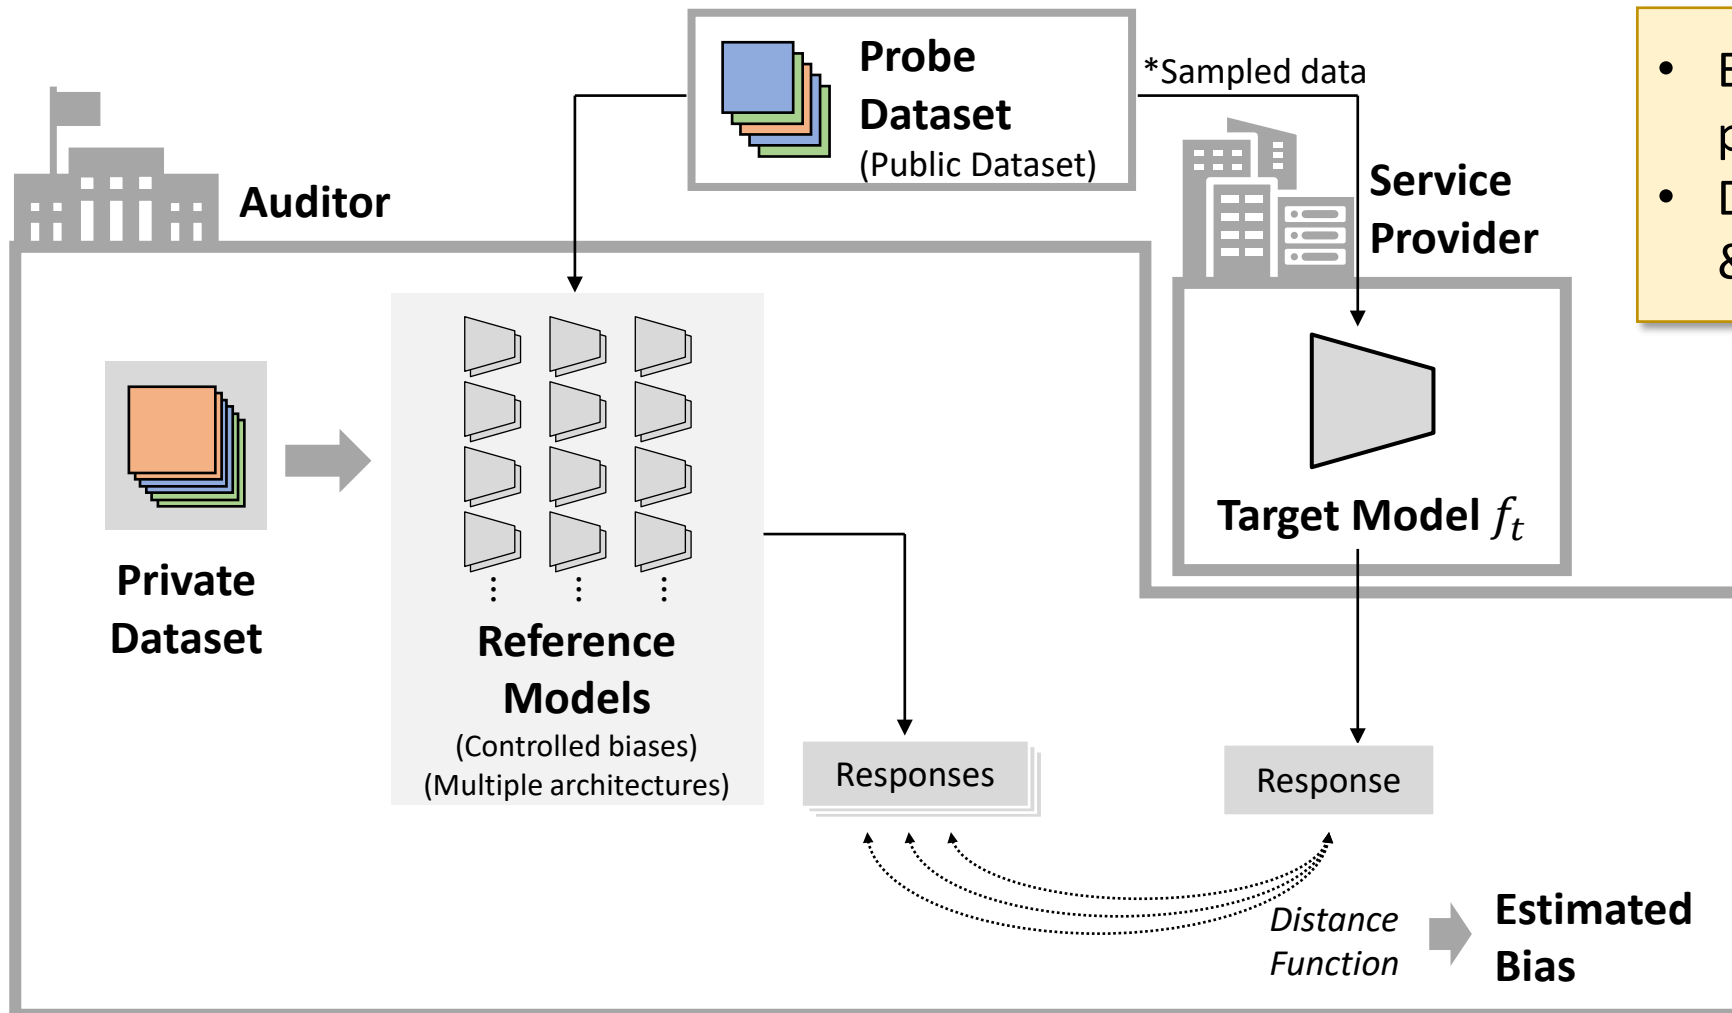 Probe
Dataset
(Public Dataset)
*Sampled data
Auditor
Service
Provider
Target Model f_t
Private
Dataset
Reference
Models
(Controlled biases)
(Multiple architectures)
Responses
Response
Distance
Function
Estimated
Bias